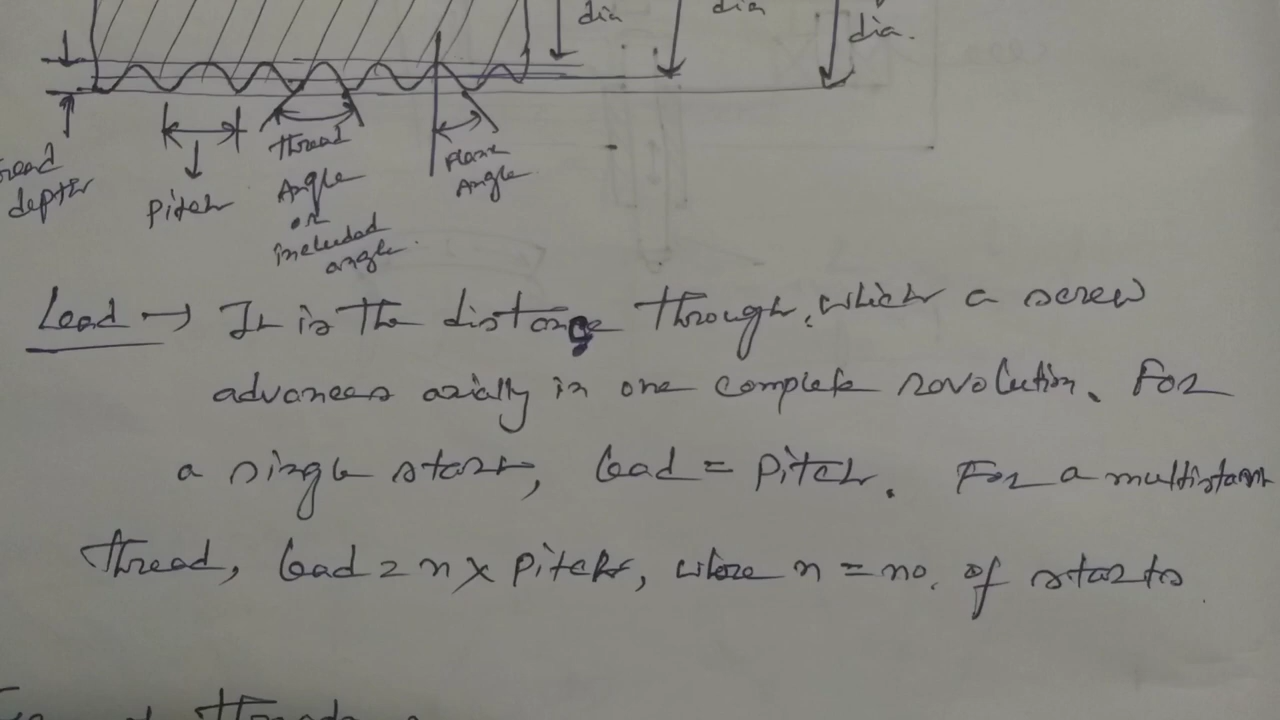 dia
dia
dia.
depth
Pitch
Thread
Angle
or
included
angle
Flank
Angle
Lead → It is the distance through which a screw
advances axially in one complete revolution. For
a single start, lead = Pitch. For a multistart
thread, lead = n x Pitch, where n = no. of starts